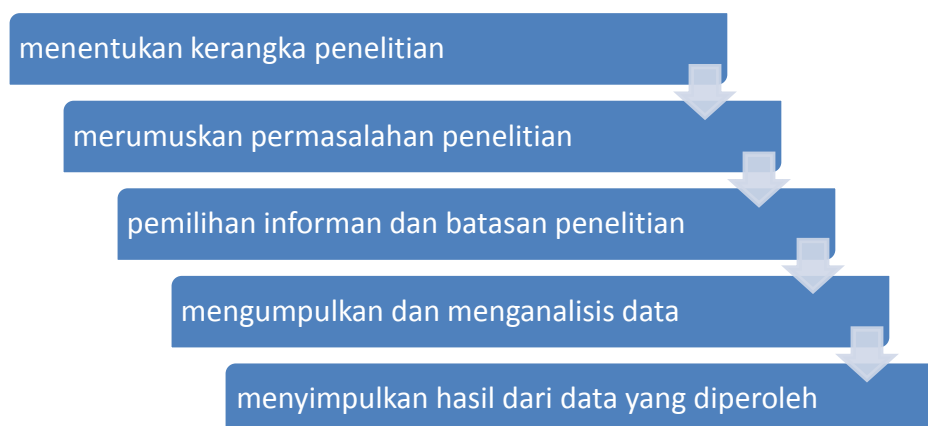 menentukan kerangka penelitian
merumuskan permasalahan penelitian
pemilihan informan dan batasan penelitian
mengumpulkan dan menganalisis data
menyimpulkan hasil dari data yang diperoleh